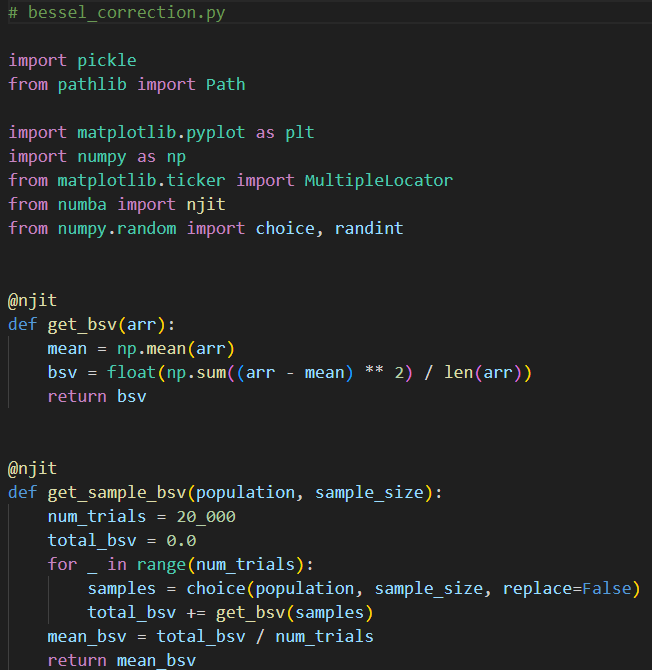 # bessel_correction.py
import pickle
from pathlib import Path
import matplotlib.pyplot as plt
import numpy as np
from matplotlib.ticker import MultipleLocator
from numba import njit
from numpy.random import choice, randint
@njit
def get_bsv(arr):
    mean = np.mean(arr)
    bsv = float(np.sum((arr - mean) ** 2) / len(arr))
    return bsv
@njit
def get_sample_bsv(population, sample_size):
    num_trials = 20_000
    total_bsv = 0.0
    for _ in range(num_trials):
        samples = choice(population, sample_size, replace=False)
        total_bsv += get_bsv(samples)
    mean_bsv = total_bsv / num_trials
    return mean_bsv